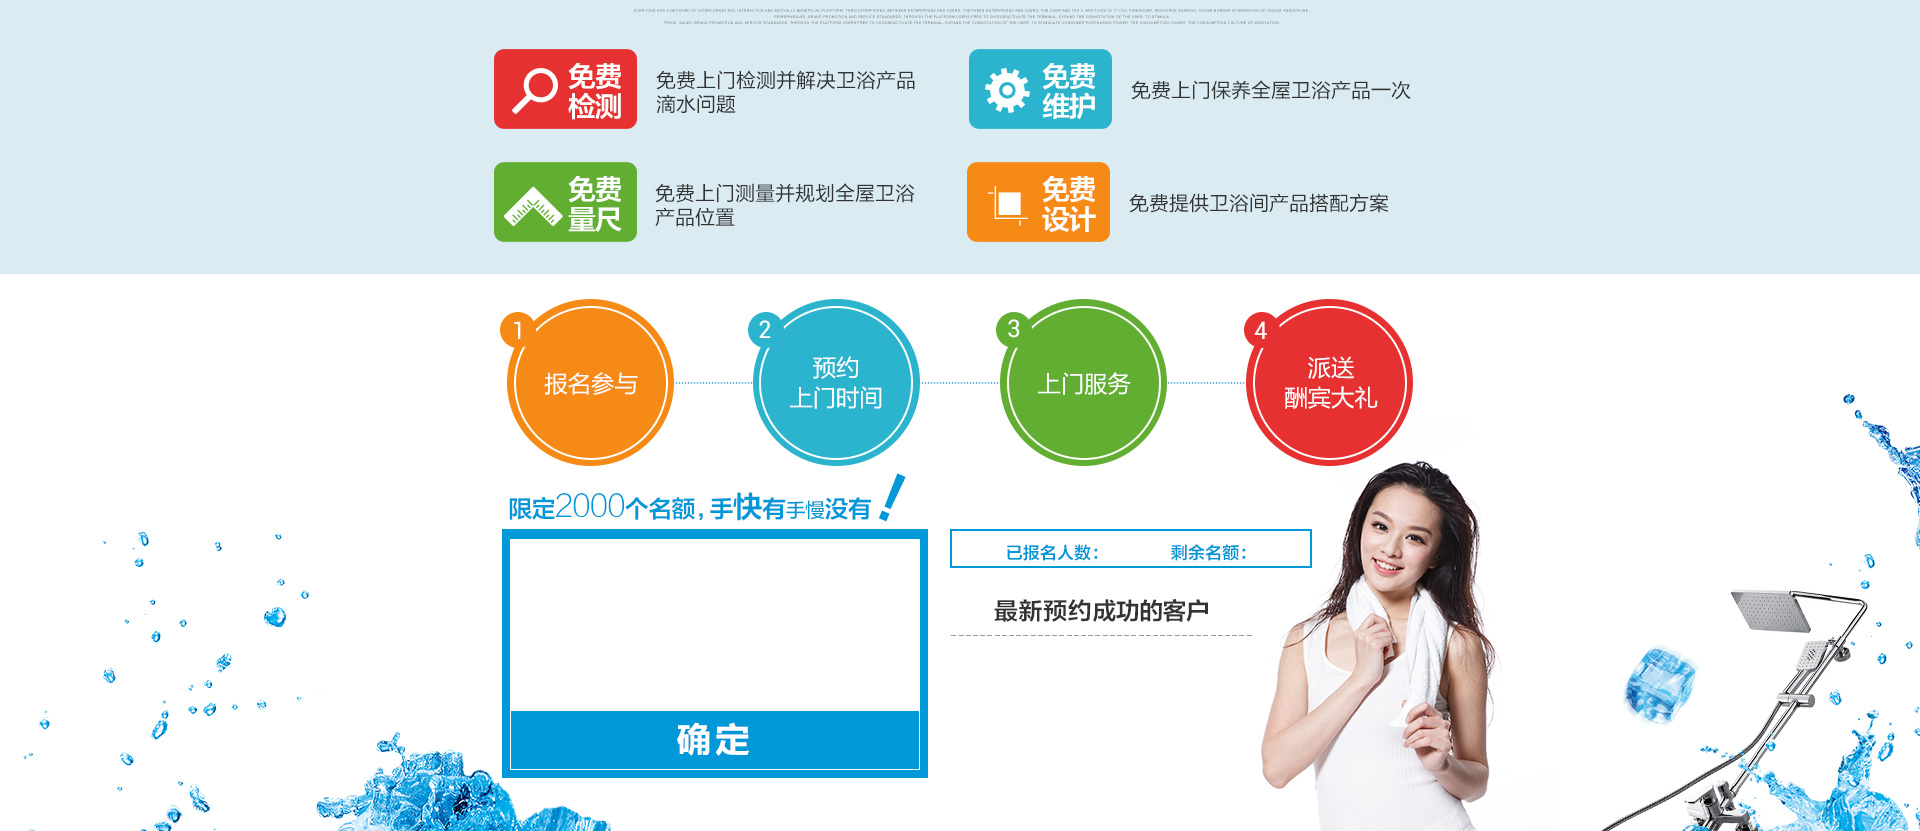 免费
检测
免费上门检测并解决卫浴产品
滴水问题
免费
维护
免费上门保养全屋卫浴产品一次
免费
量尺
免费上门测量并规划全屋卫浴
产品位置
免费
设计
免费提供卫浴间产品搭配方案
1
报名参与
2
预约
上门时间
3
上门服务
4
派送
酬宾大礼
限定2000个名额，手快有手慢没有！
确定
已报名人数： 剩余名额：
最新预约成功的客户